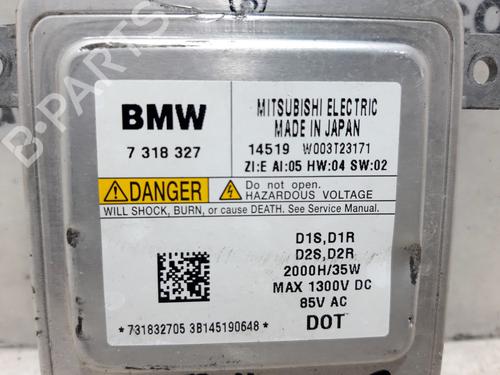 BMW
7 318 327
MITSUBISHI ELECTRIC
MADE IN JAPAN
14519 W003T23171
ZI:E AI:05 HW:04 SW:02
DANGER
Do not open.
HAZARDOUS VOLTAGE
WILL SHOCK, BURN, or cause DEATH. See Service Manual.
D1S,D1R
D2S,D2R
2000H/35W
MAX 1300V DC
85V AC
*731832705 3B145190648*
DOT